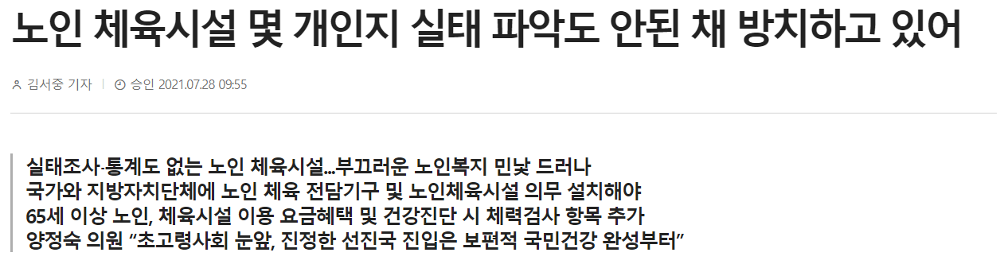 노인 체육시설 몇 개인지 실태 파악도 안된 채 방치하고 있어
김서중 기자 승인 2021.07.28 09:55
실태조사·통계도 없는 노인 체육시설...부끄러운 노인복지 민낯 드러나
국가와 지방자치단체에 노인 체육 전담기구 및 노인체육시설 의무 설치해야
65세 이상 노인, 체육시설 이용 요금혜택 및 건강진단 시 체력검사 항목 추가
양정숙 의원 “초고령사회 눈앞, 진정한 선진국 진입은 보편적 국민건강 완성부터”